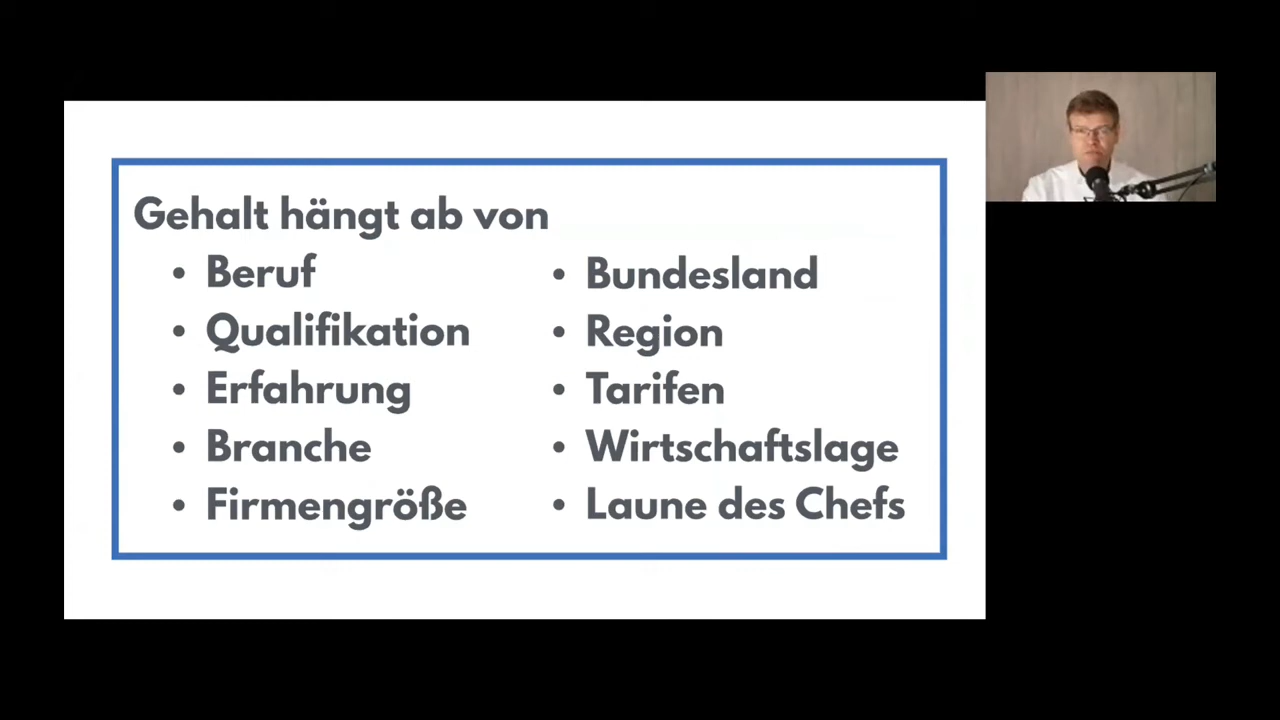 Gehalt hängt ab von
• Beruf
• Qualifikation
• Erfahrung
• Branche
• Firmengröße
• Bundesland
• Region
• Tarifen
• Wirtschaftslage
• Laune des Chefs